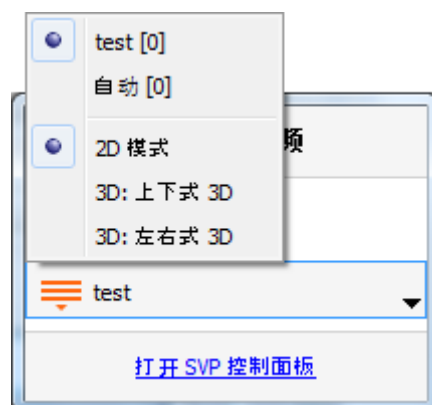 test [0]
自动 [0]
2D 模式
3D: 上下式 3D
3D: 左右式 3D
频
test
打开 SVP 控制面板